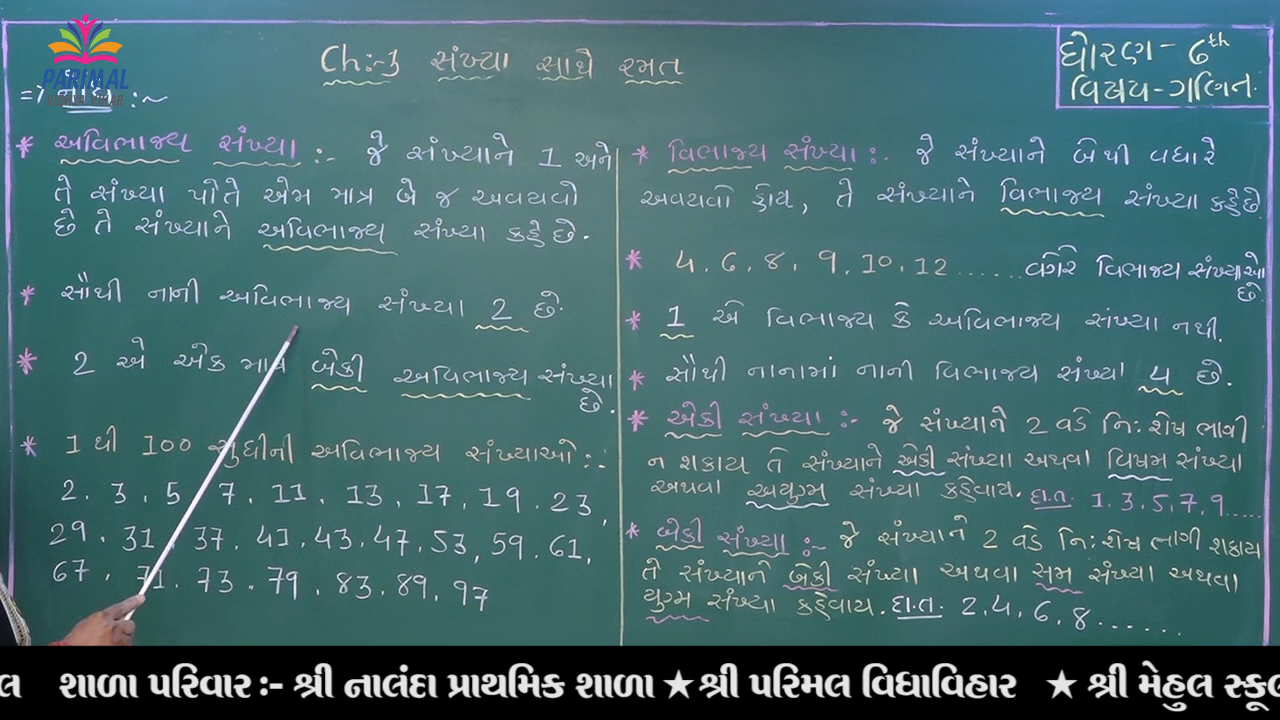 PARIMAL
VIDHYA VIHAR
Ch:-3 સંખ્યા સાથે રમત
ધોરણ - ૬th
વિષય - ગણિત.
=> નોંધ :~
* અવિભાજ્ય સંખ્યા :- જે સંખ્યાને 1 અને
તે સંખ્યા પોતે એમ માત્ર બે જ અવયવો
છે તે સંખ્યાને અવિભાજ્ય સંખ્યા કહે છે.
* સૌથી નાની અવિભાજ્ય સંખ્યા 2 છે.
* 2 એ એક માત્ર બેકી અવિભાજ્ય સંખ્યા
છે.
* 1 થી 100 સુધીની અવિભાજ્ય સંખ્યાઓ :-
2. 3. 5. 7. 11. 13. 17. 19. 23,
29. 31. 37. 41. 43. 47. 53, 59. 61,
67. 71. 73. 79. 83. 89. 97
* વિભાજ્ય સંખ્યા :- જે સંખ્યાને બેથી વધારે
અવયવો હોય, તે સંખ્યાને વિભાજ્ય સંખ્યા કહે છે.
* 4. 6. 8. 9. 10. 12 ...... વગેરે વિભાજ્ય સંખ્યાઓ
છે.
* 1 એ વિભાજ્ય કે અવિભાજ્ય સંખ્યા નથી.
* સૌથી નાનામાં નાની વિભાજ્ય સંખ્યા 4 છે.
* એકી સંખ્યા :- જે સંખ્યાને 2 વડે નિ:શેષ ભાગી
ન શકાય તે સંખ્યાને એકી સંખ્યા અથવા વિષમ સંખ્યા
અથવા અયુગ્મ સંખ્યા કહેવાય. દા.ત. 1. 3. 5. 7. 9.....
* બેકી સંખ્યા :~ જે સંખ્યાને 2 વડે નિ:શેષ ભાગી શકાય
તે સંખ્યાને બેકી સંખ્યા અથવા સમ સંખ્યા અથવા
યુગ્મ સંખ્યા કહેવાય. દા.ત. 2. 4. 6. 8 ......
લ શાળા પરિવાર :- શ્રી નાલંદા પ્રાથમિક શાળા ★ શ્રી પરિમલ વિદ્યાવિહાર ★ શ્રી મેહુલ સ્કૂલ